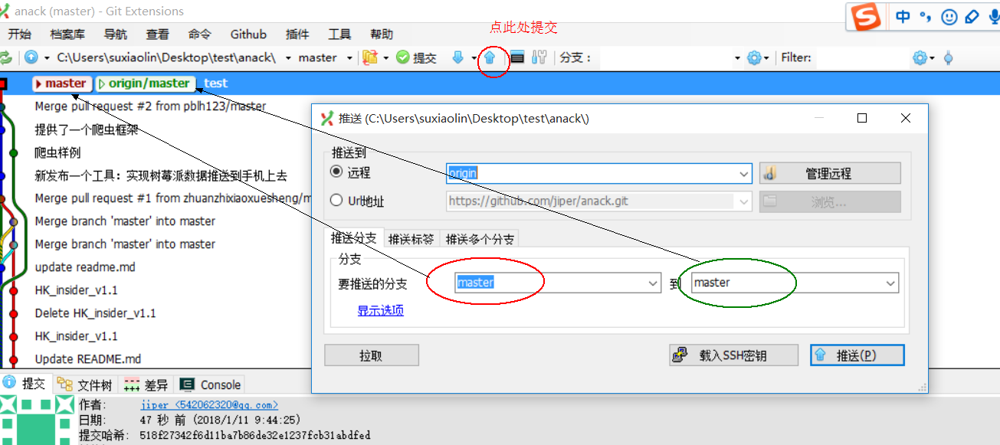 anack (master) - Git Extensions
开始 档案库 导航 查看 命令 Github 插件 工具 帮助
点此处提交
中
C:\Users\suxiaolin\Desktop\test\anack\ master 提交 分支： Filter:
master origin/master test
Merge pull request #2 from pblh123/master
提供了一个爬虫框架
爬虫样例
新发布一个工具：实现树莓派数据推送到手机上去
Merge pull request #1 from zhuanzhixiaoxuesheng/m
Merge branch 'master' into master
Merge branch 'master' into master
update readme.md
HK_insider_v1.1
Delete HK_insider_v1.1
HK_insider_v1.1
Update README.md
推送 (C:\Users\suxiaolin\Desktop\test\anack\)
推送到
远程 origin 管理远程
Url地址 https://github.com/jiper/anack.git 浏览...
推送分支 推送标签 推送多个分支
分支
要推送的分支 master 到 master
显示选项
拉取 载入SSH密钥 推送(P)
提交 文件树 差异 Console
作者： jiper <542062320@qq.com>
日期： 47 秒 前 (2018/1/11 9:44:25)
提交哈希： 518f27342f6d11ba7b86de32e1237fcb31abdfed